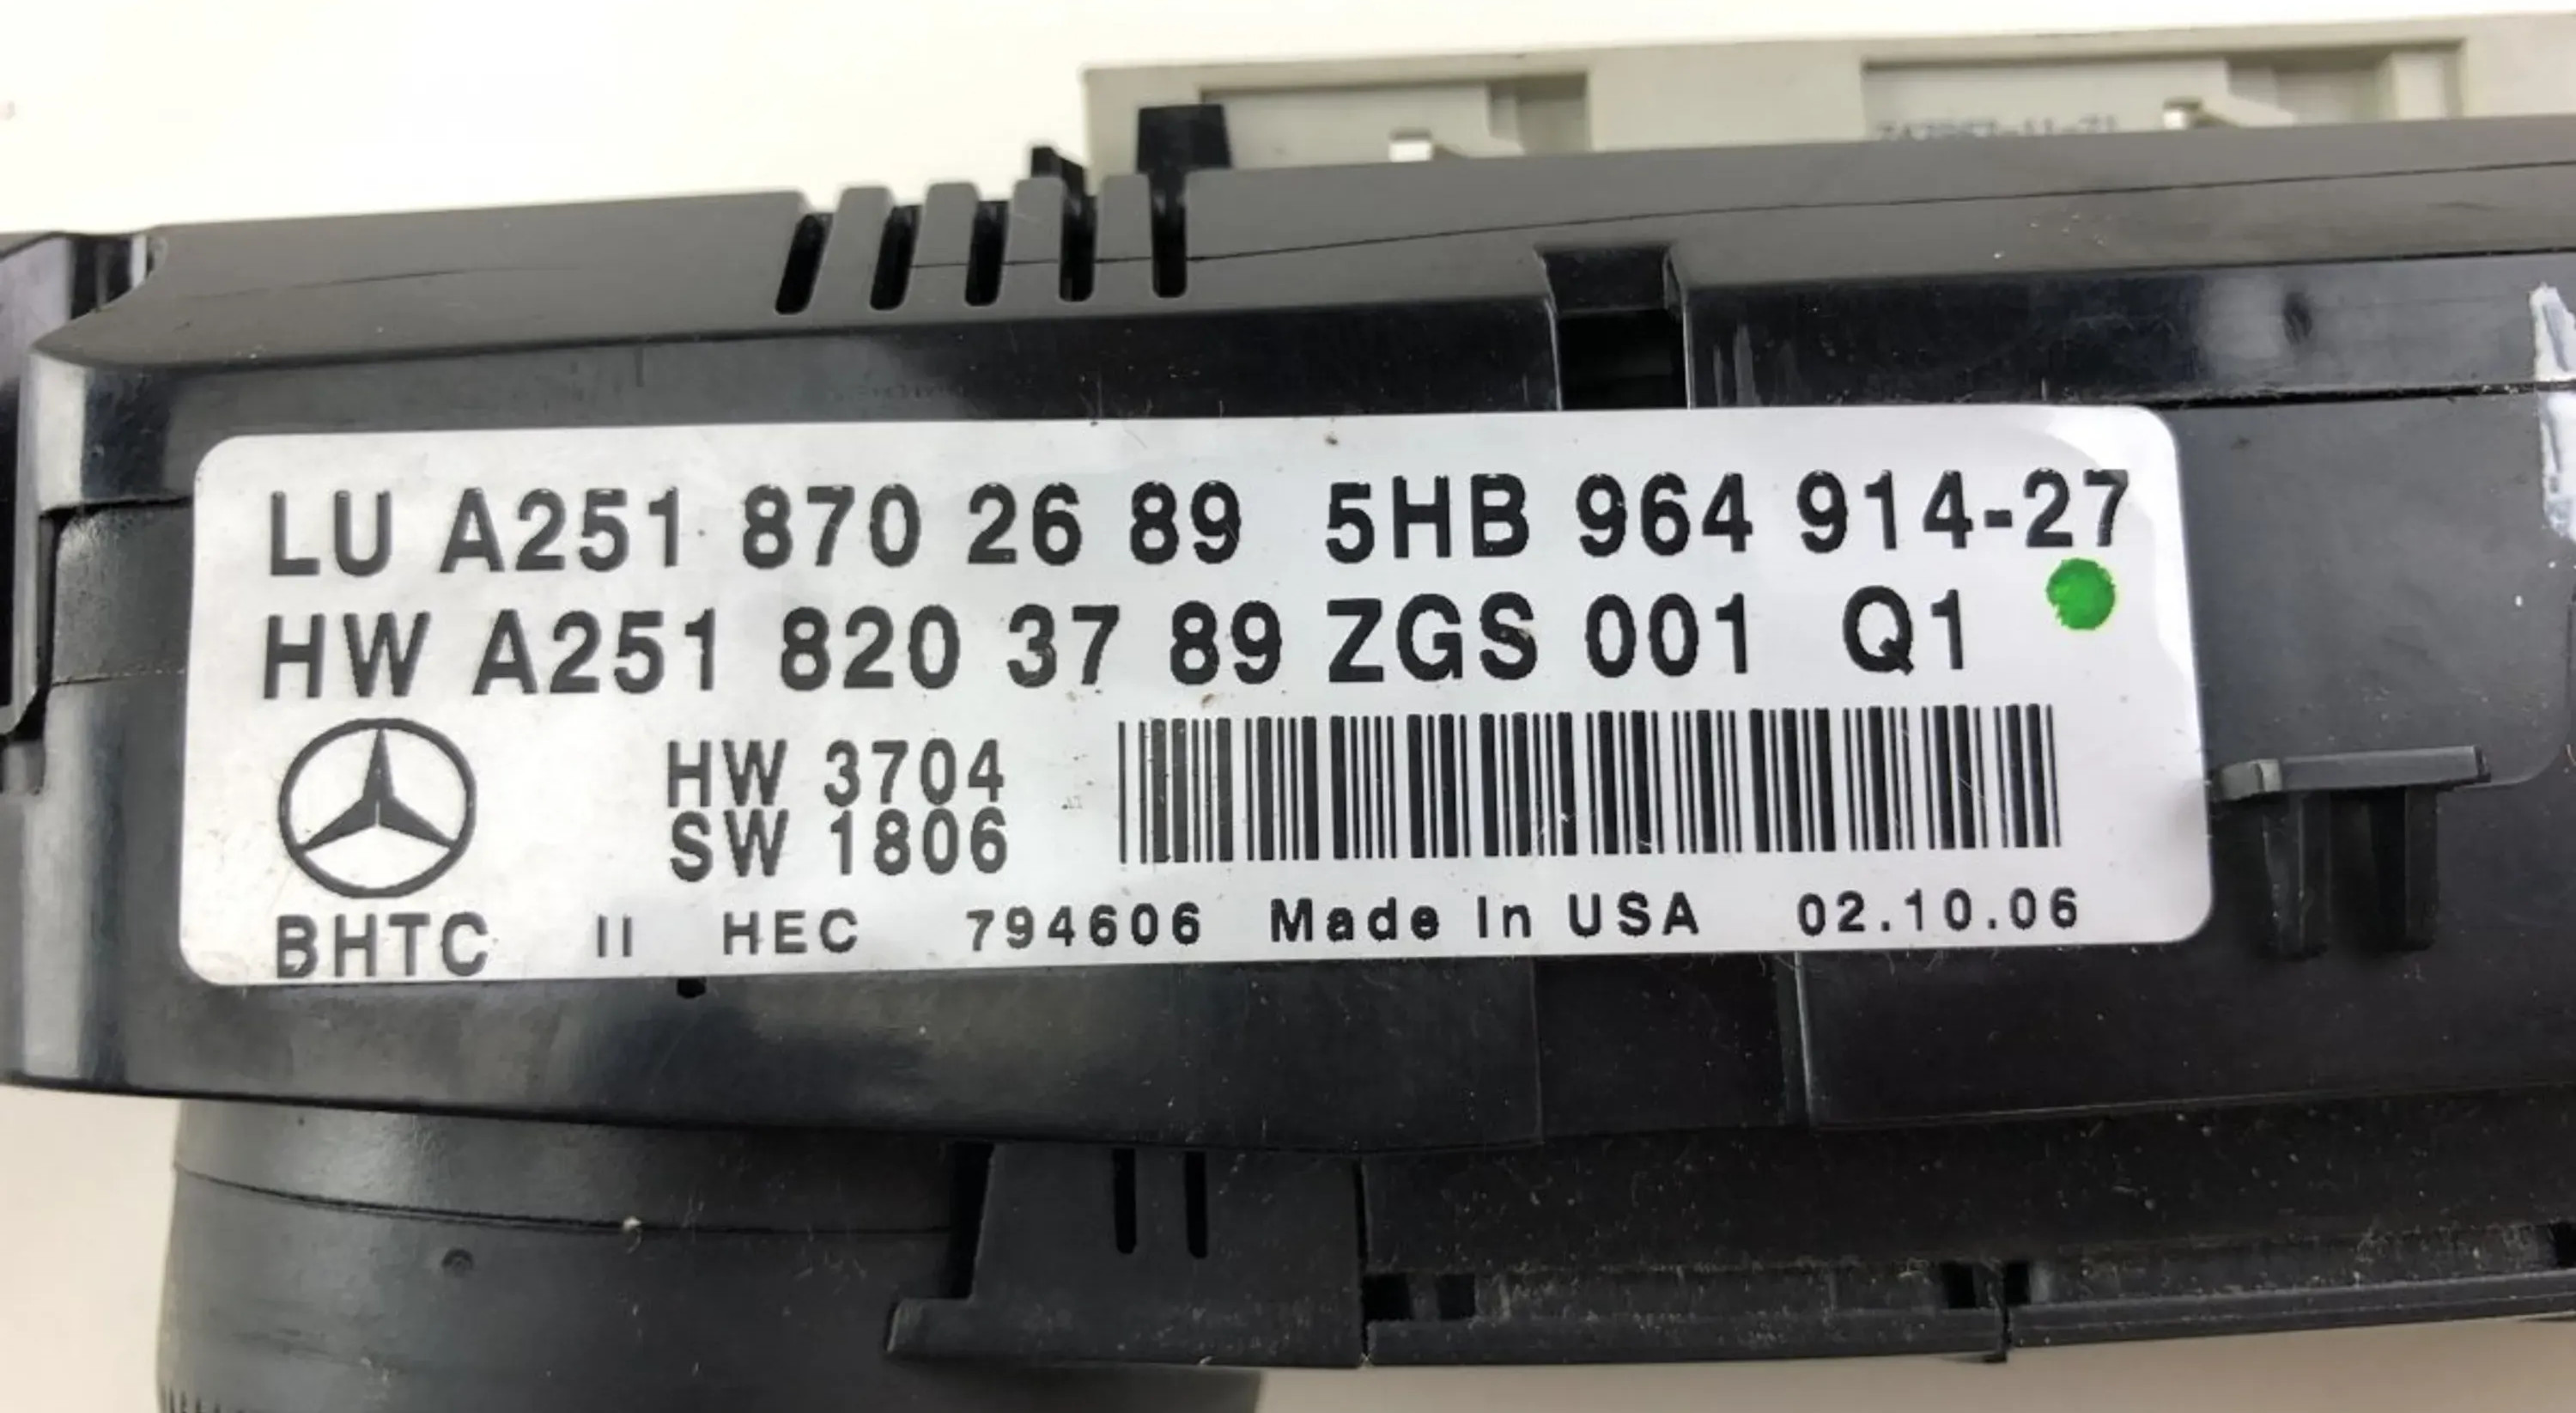 LU A251 870 26 89 5HB 964 914-27
HW A251 820 37 89 ZGS 001 Q1
HW 3704
SW 1806
BHTC II HEC 794606 Made In USA 02.10.06